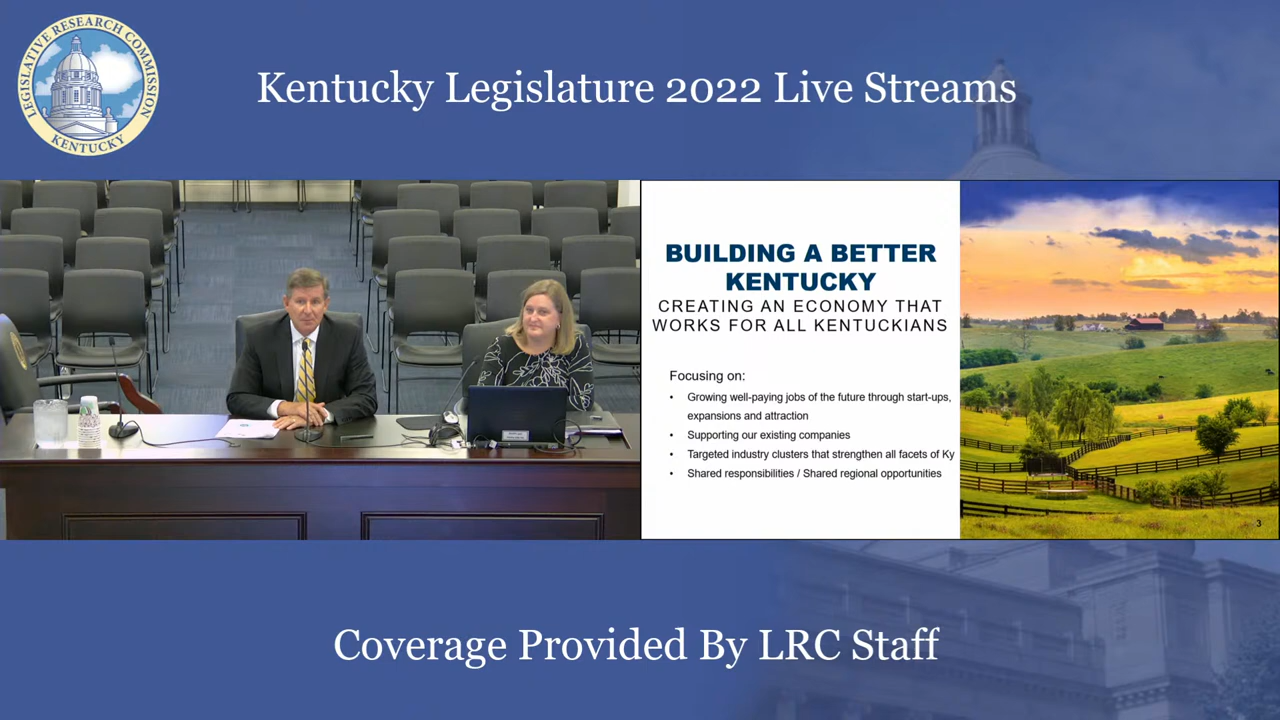 LEGISLATIVE RESEARCH COMMISSION
KENTUCKY
Kentucky Legislature 2022 Live Streams
BUILDING A BETTER
KENTUCKY
CREATING AN ECONOMY THAT
WORKS FOR ALL KENTUCKIANS
Focusing on:
• Growing well-paying jobs of the future through start-ups,
expansions and attraction
• Supporting our existing companies
• Targeted industry clusters that strengthen all facets of Ky
• Shared responsibilities / Shared regional opportunities
3
Coverage Provided By LRC Staff